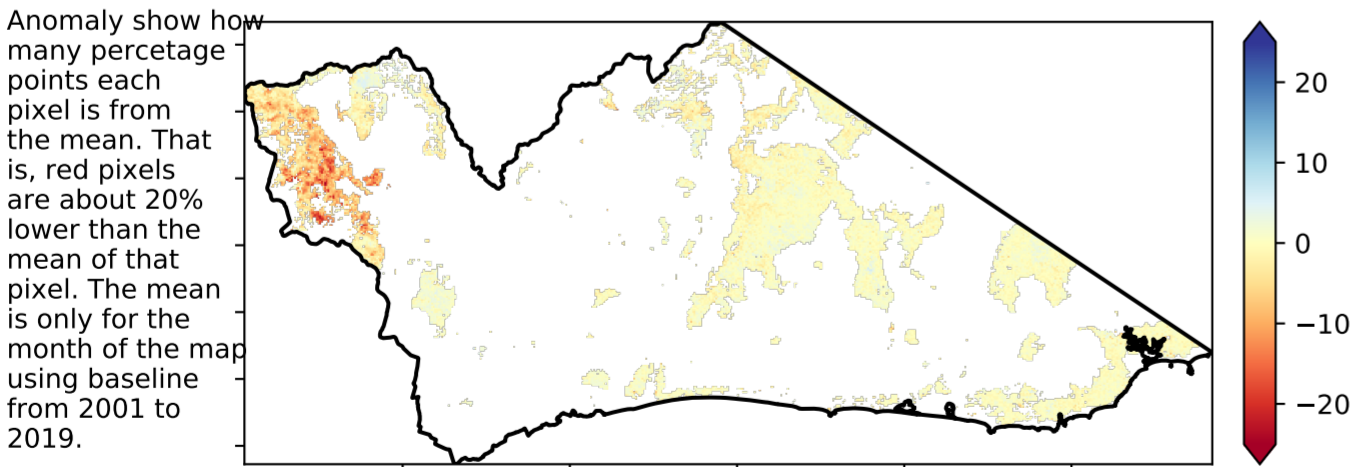 Anomaly show how
many percetage
points each
pixel is from
the mean. That
is, red pixels
are about 20%
lower than the
mean of that
pixel. The mean
is only for the
month of the map
using baseline
from 2001 to
2019.
20
10
0
−10
−20